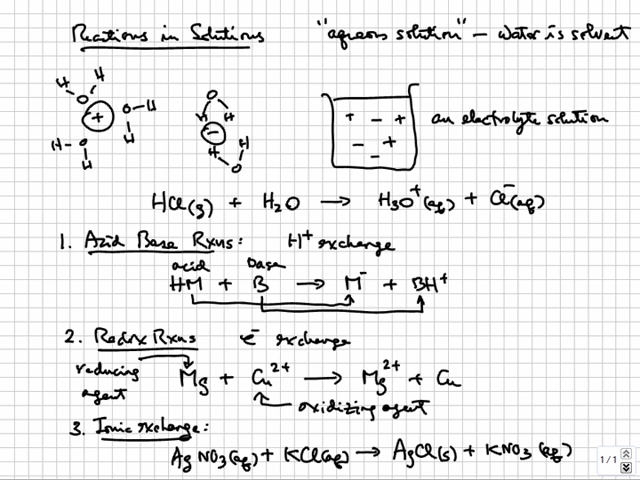 Reactions in Solutions "aqueous solution" – Water is solvent
H H
O + O – H
H – O H
H
O
H H
–
H H
O
+ – +
– +
–
an electrolyte solution
HCl(g) + H₂O → H₃O⁺(aq) + Cl⁻(aq)
1. Acid Base Rxns: H⁺ exchange
acid base
HM + B → M⁻ + BH⁺
2. Redox Rxns e⁻ exchange
reducing agent
Mg + Cu²⁺ → Mg²⁺ + Cu
oxidizing agent
3. Ionic exchange:
AgNO₃(aq) + KCl(aq) → AgCl(s) + KNO₃(aq)
1/1